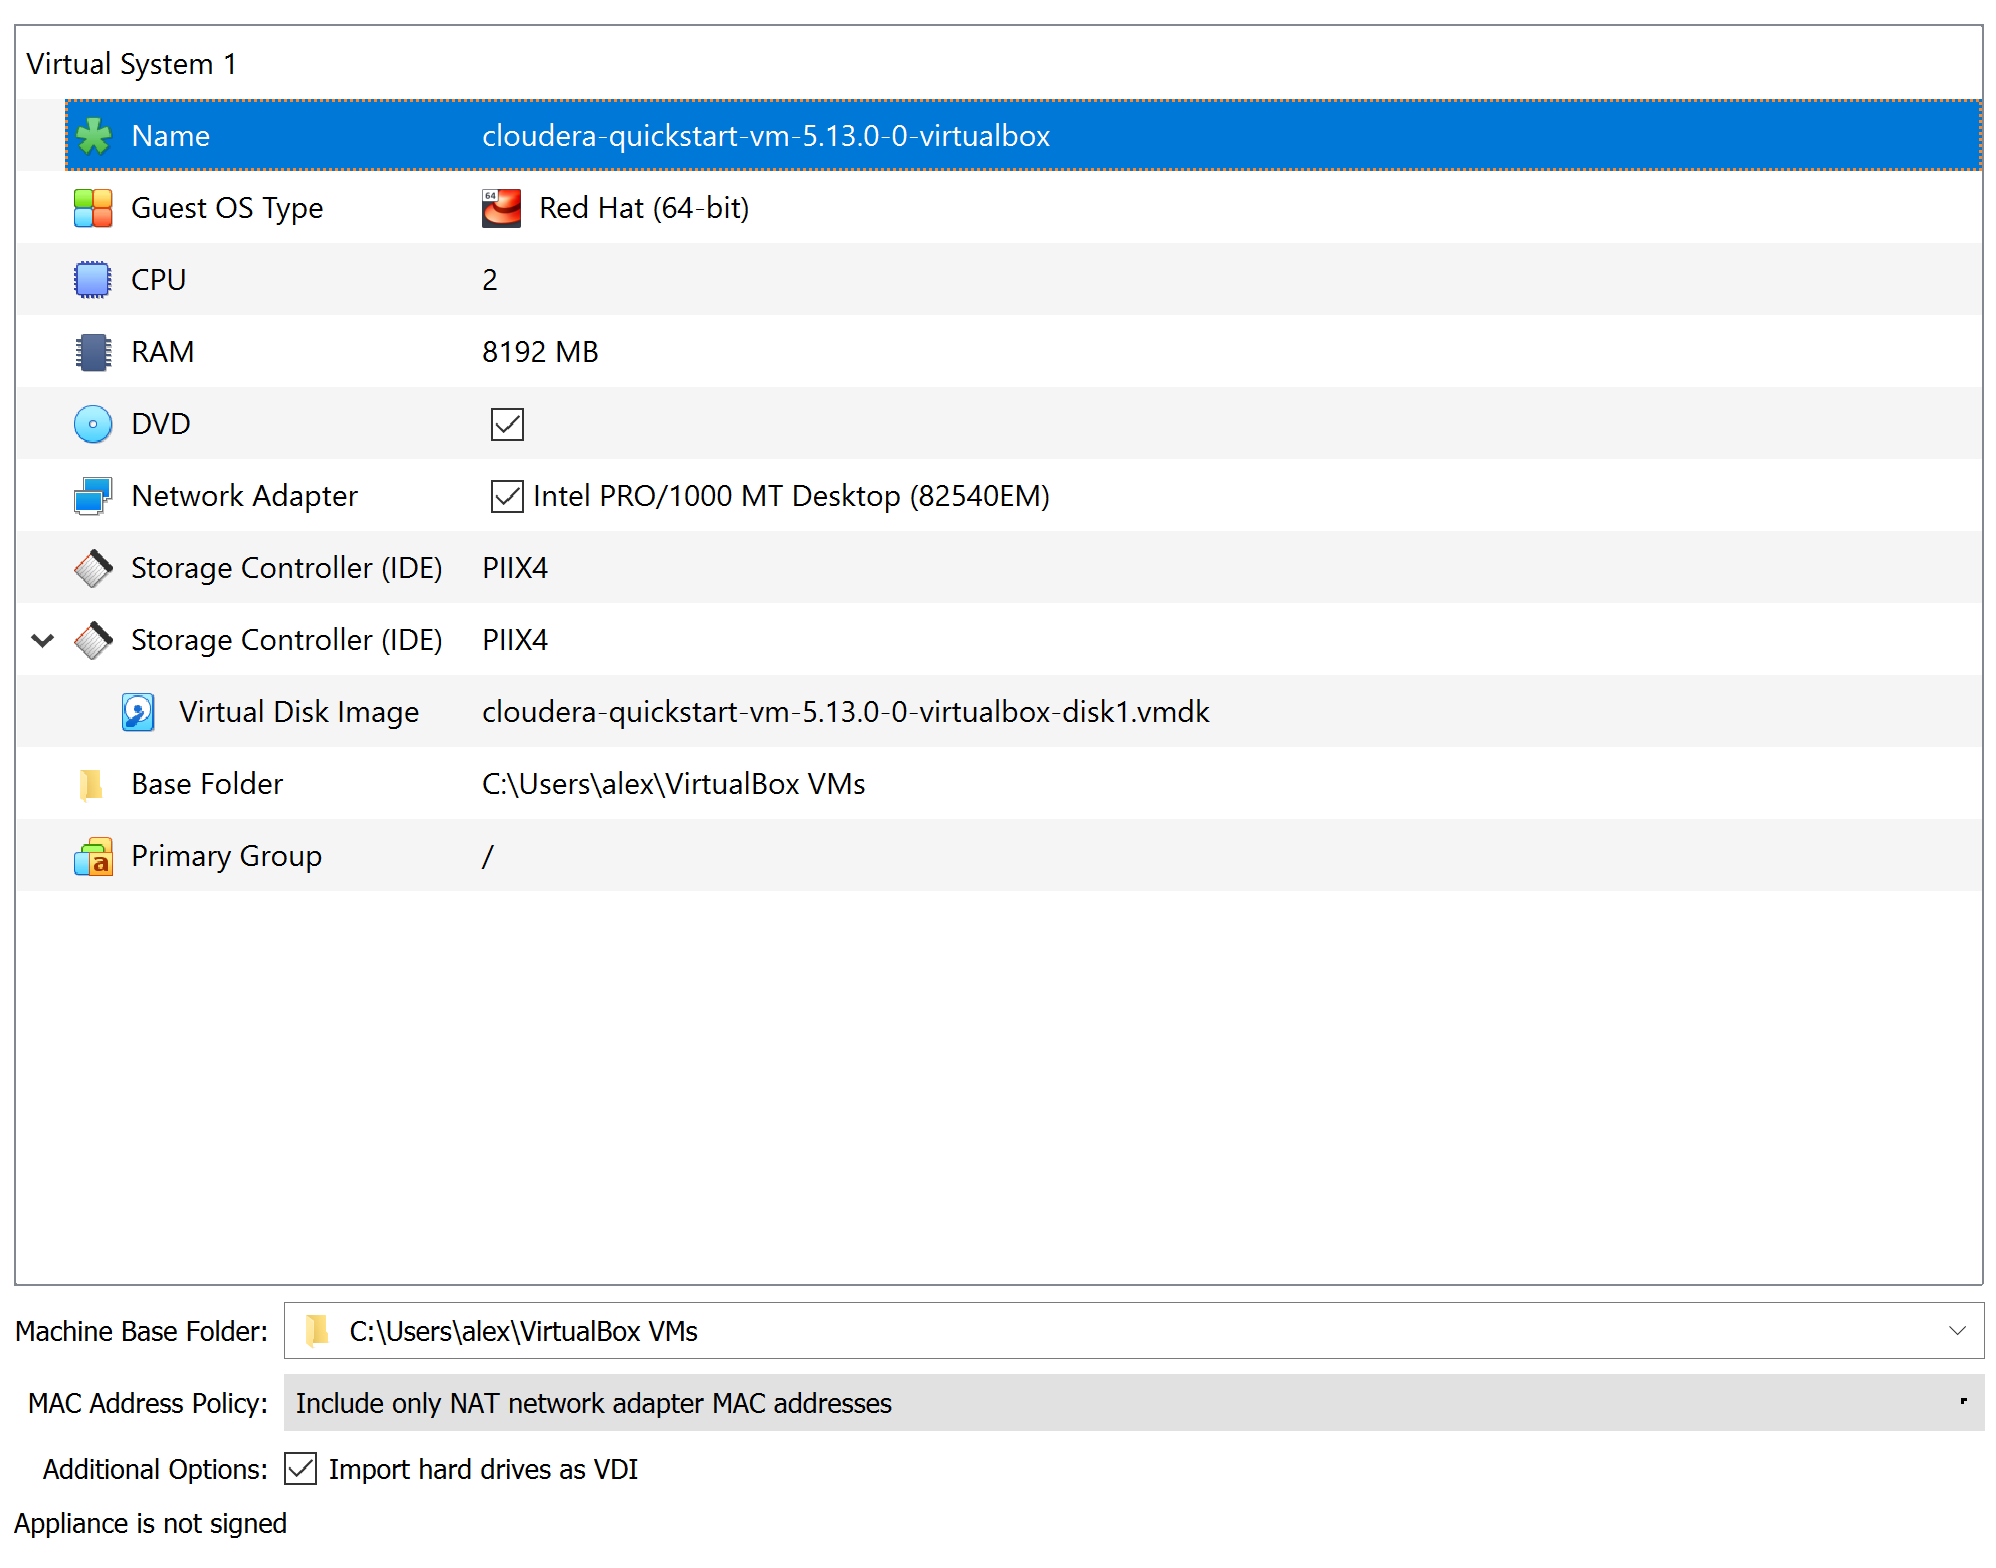 Virtual System 1
Name cloudera-quickstart-vm-5.13.0-0-virtualbox
Guest OS Type 64 Red Hat (64-bit)
CPU 2
RAM 8192 MB
DVD
Network Adapter Intel PRO/1000 MT Desktop (82540EM)
Storage Controller (IDE) PIIX4
Storage Controller (IDE) PIIX4
Virtual Disk Image cloudera-quickstart-vm-5.13.0-0-virtualbox-disk1.vmdk
Base Folder C:\Users\alex\VirtualBox VMs
a Primary Group /
Machine Base Folder: C:\Users\alex\VirtualBox VMs
MAC Address Policy: Include only NAT network adapter MAC addresses
Additional Options: Import hard drives as VDI
Appliance is not signed